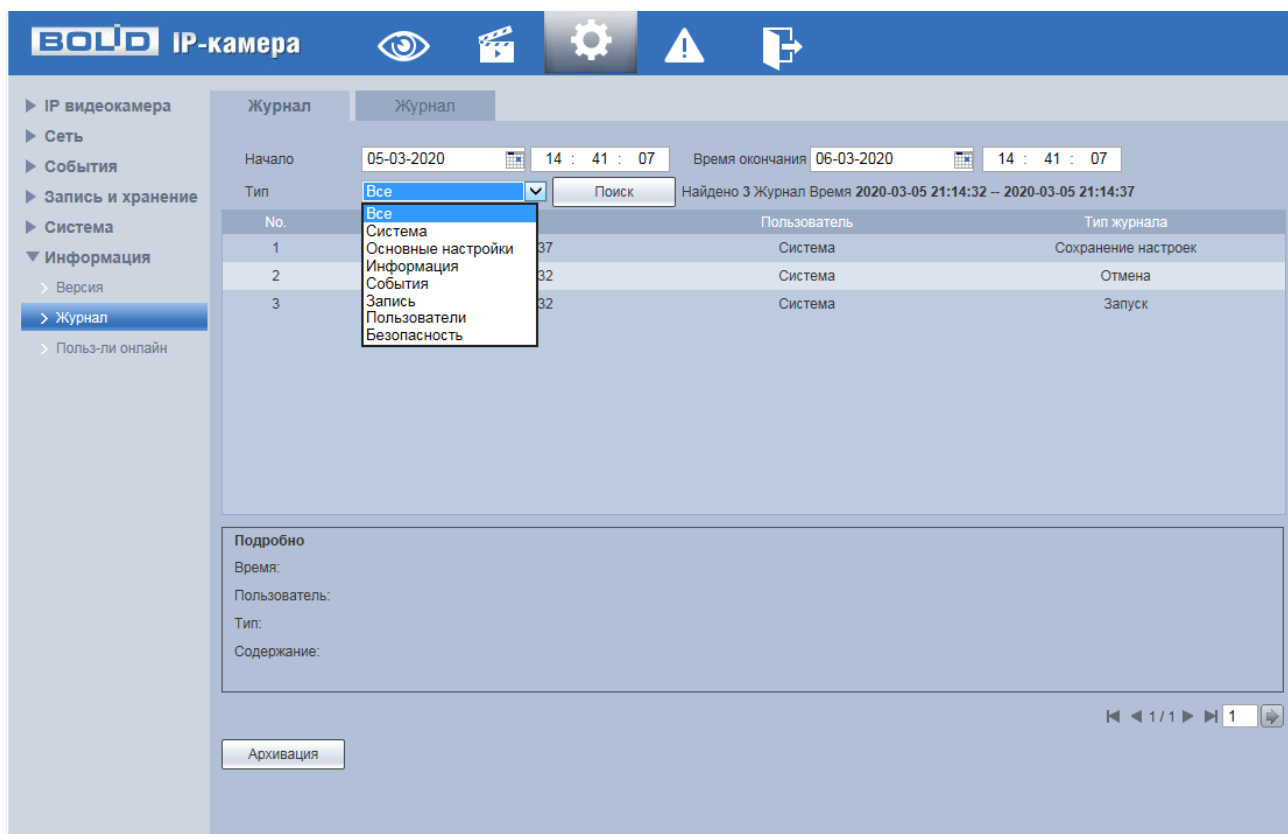 BOLID IP-камера
IP видеокамера
Сеть
События
Запись и хранение
Система
Информация
Версия
Журнал
Польз-ли онлайн
Журнал Журнал
Начало 05-03-2020 14 : 41 : 07 Время окончания 06-03-2020 14 : 41 : 07
Тип Все Поиск Найдено 3 Журнал Время 2020-03-05 21:14:32 -- 2020-03-05 21:14:37
Все
Система
Основные настройки
Информация
События
Запись
Пользователи
Безопасность
No. Пользователь Тип журнала
1 37 Система Сохранение настроек
2 32 Система Отмена
3 32 Система Запуск
Подробно
Время:
Пользователь:
Тип:
Содержание:
1 / 1 1
Архивация